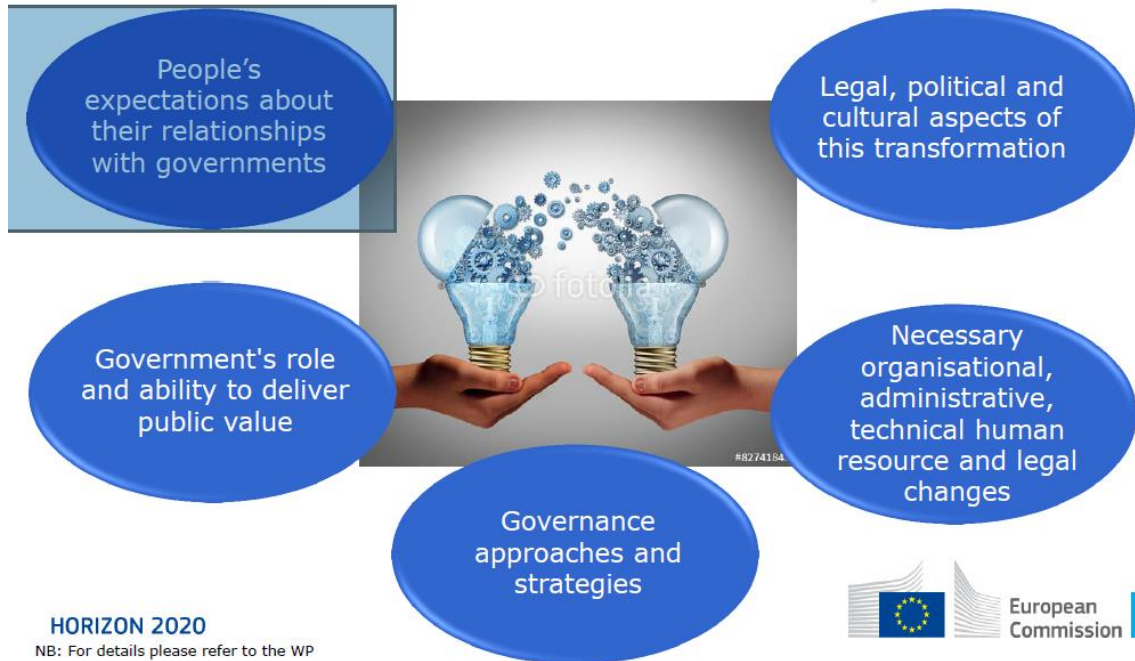 People's
expectations about
their relationships
with governments
Legal, political and
cultural aspects of
this transformation
fotolia
Government's role
and ability to deliver
public value
Necessary
organisational,
administrative,
technical human
resource and legal
changes
#8274184
Governance
approaches and
strategies
HORIZON 2020
NB: For details please refer to the WP
European
Commission